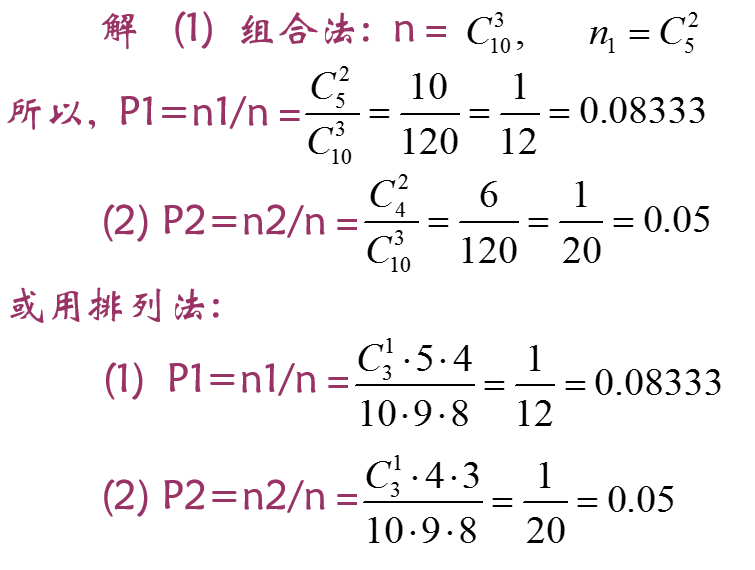 解 (1) 组合法: n = $C_{10}^{3}$, $n_1 = C_5^2$
所以, P1=n1/n = $\frac{C_5^2}{C_{10}^3} = \frac{10}{120} = \frac{1}{12} = 0.08333$
(2) P2=n2/n = $\frac{C_4^2}{C_{10}^3} = \frac{6}{120} = \frac{1}{20} = 0.05$
或用排列法:
(1) P1=n1/n = $\frac{C_3^1 \cdot 5 \cdot 4}{10 \cdot 9 \cdot 8} = \frac{1}{12} = 0.08333$
(2) P2=n2/n = $\frac{C_3^1 \cdot 4 \cdot 3}{10 \cdot 9 \cdot 8} = \frac{1}{20} = 0.05$